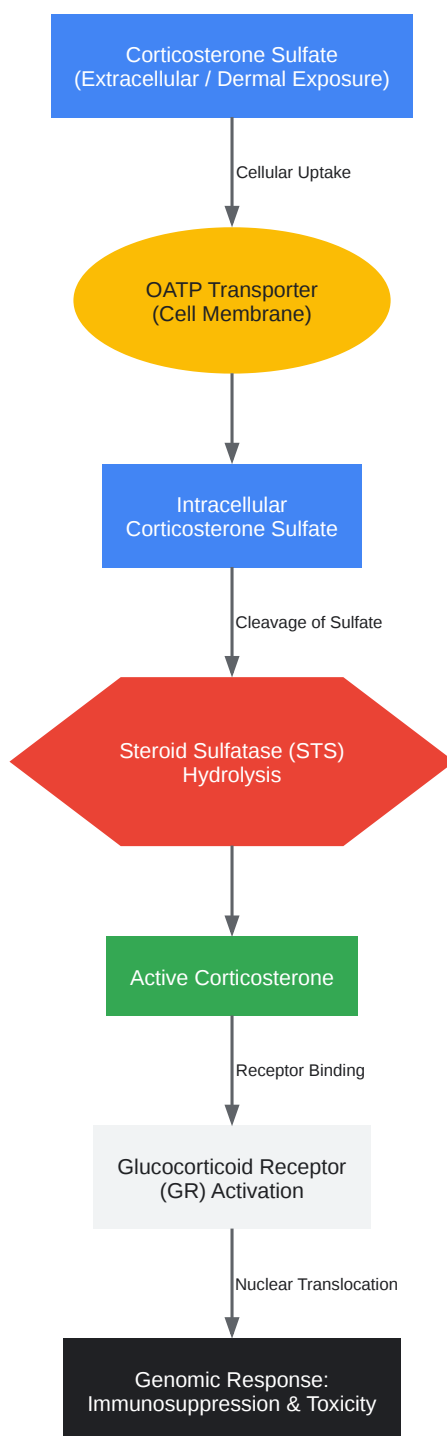 Corticosterone Sulfate
(Extracellular / Dermal Exposure)
Cellular Uptake
OATP Transporter
(Cell Membrane)
Intracellular
Corticosterone Sulfate
Cleavage of Sulfate
Steroid Sulfatase (STS)
Hydrolysis
Active Corticosterone
Receptor Binding
Glucocorticoid Receptor
(GR) Activation
Nuclear Translocation
Genomic Response:
Immunosuppression & Toxicity